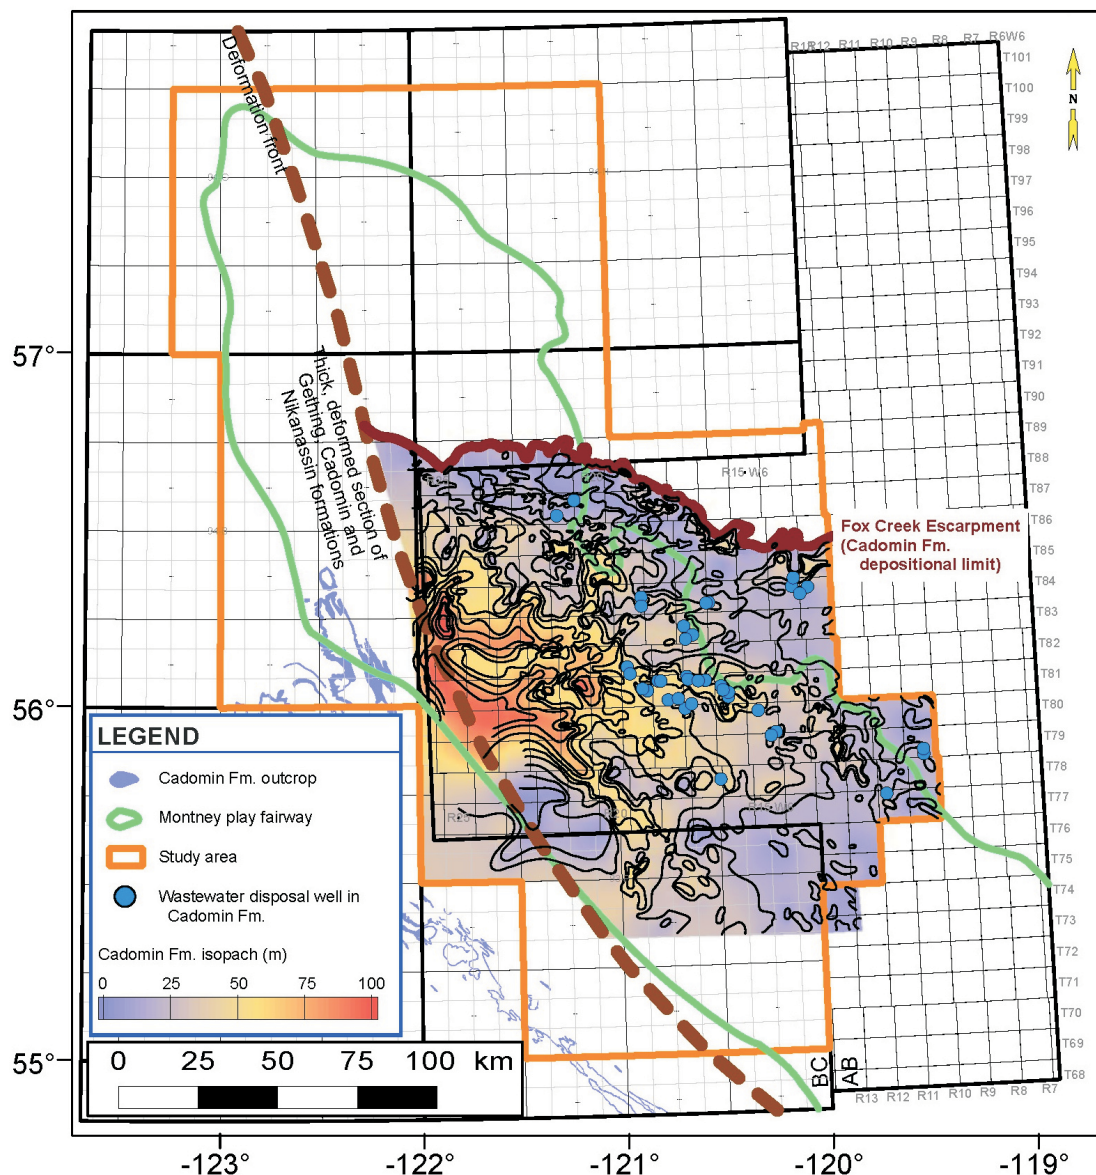 R12 R11 R10 R9 R8 R7 R6W6
T101
T100
T99
T98
T97
T96
T95
T94
T93
T92
T91
T90
T89
T88
T87
T86
T85
T84
T83
T82
T81
T80
T79
T78
T77
T76
T75
T74
T73
T72
T71
T70
T69
T68
N
Deformation front
Thick, deformed section of
Gething, Cadomin and
Nikanassin formations
R15 W6
Fox Creek Escarpment
(Cadomin Fm.
depositional limit)
57°
56°
55°
R25
R20
LEGEND
Cadomin Fm. outcrop
Montney play fairway
Study area
Wastewater disposal well in
Cadomin Fm.
Cadomin Fm. isopach (m)
0 25 50 75 100
0 25 50 75 100 km
BC
AB
R13 R12 R11 R10 R9 R8 R7
-123° -122° -121° -120° -119°